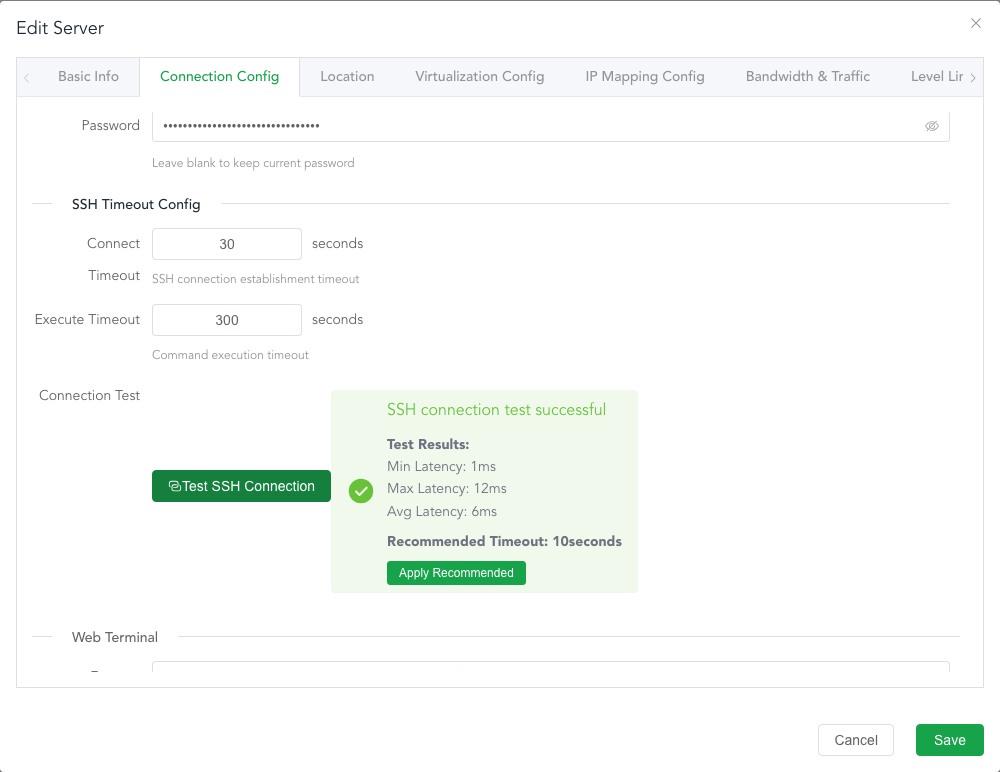 Edit Server
Basic Info
Connection Config
Location
Virtualization Config
IP Mapping Config
Bandwidth & Traffic
Level Lir
Password
••••••••••••••••••••••••••••••••
Leave blank to keep current password
SSH Timeout Config
Connect Timeout
30
seconds
SSH connection establishment timeout
Execute Timeout
300
seconds
Command execution timeout
Connection Test
Test SSH Connection
SSH connection test successful
Test Results:
Min Latency: 1ms
Max Latency: 12ms
Avg Latency: 6ms
Recommended Timeout: 10seconds
Apply Recommended
Web Terminal
Cancel
Save